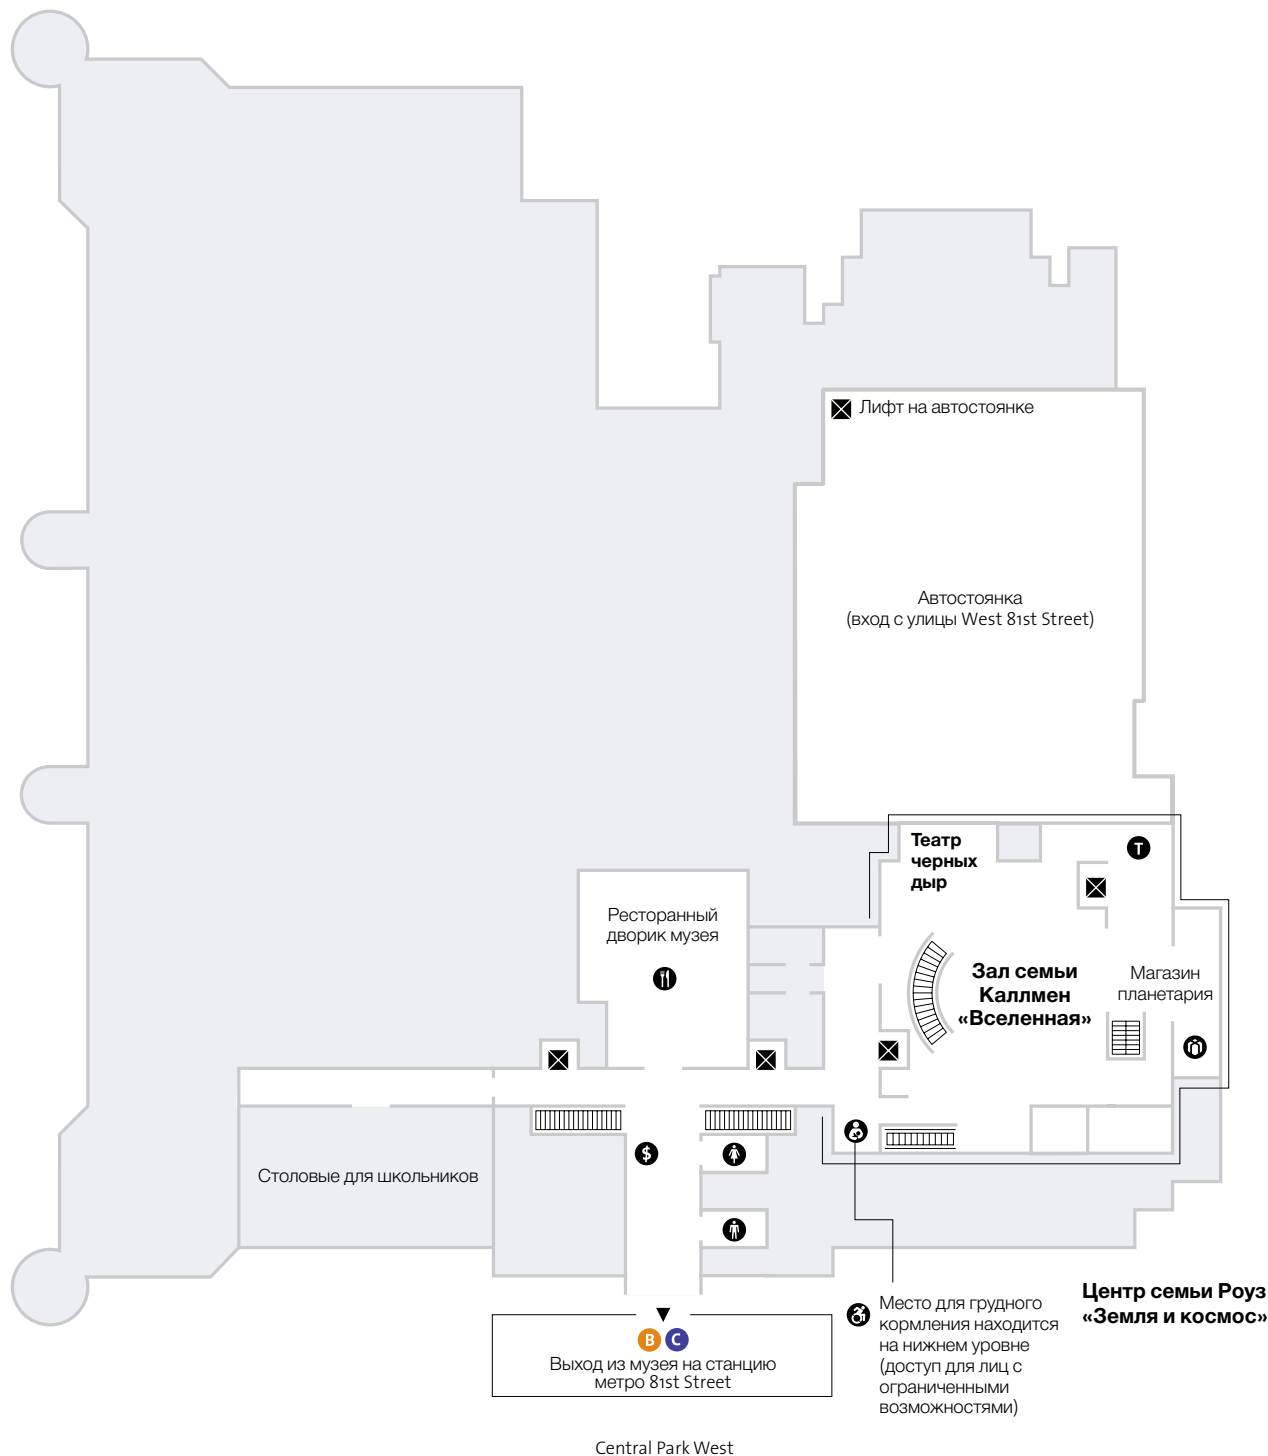 Лифт на автостоянке
Автостоянка
(вход с улицы West 81st Street)
Театр
черных
дыр
T
Ресторанный
дворик музея
Зал семьи
Каллмен
«Вселенная»
Магазин
планетария
$
Столовые для школьников
Центр семьи Роуз
«Земля и космос»
Место для грудного
кормления находится
на нижнем уровне
(доступ для лиц с
ограниченными
возможностями)
B C
Выход из музея на станцию
метро 81st Street
Central Park West